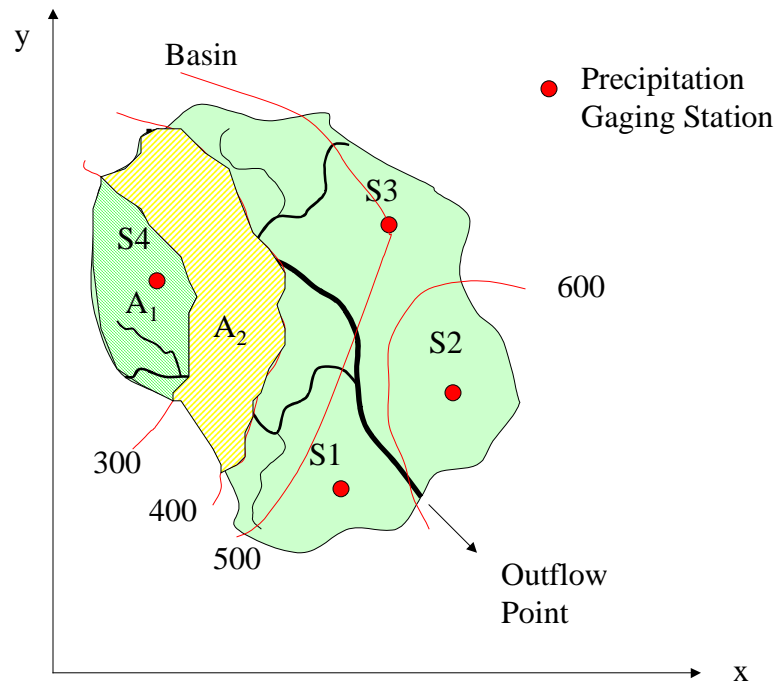 y
Basin
Precipitation
Gaging Station
S3
S4
600
A₁
A₂
S2
300
S1
400
500
Outflow
Point
x